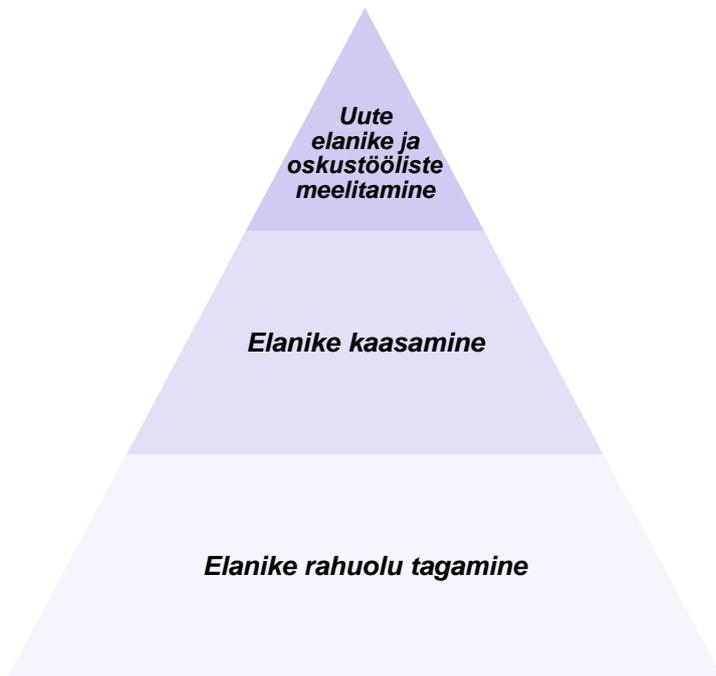 Uute
elanike ja
oskustööliste
meelitamine
Elanike kaasamine
Elanike rahuolu tagamine